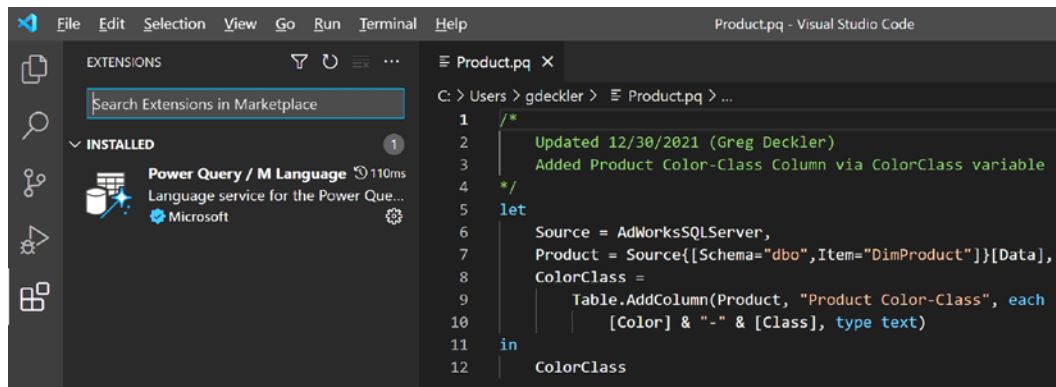 File Edit Selection View Go Run Terminal Help
Product.pq - Visual Studio Code
EXTENSIONS
Search Extensions in Marketplace
INSTALLED
1
Power Query / M Language 110ms
Language service for the Power Que...
Microsoft
Product.pq
C: > Users > gdeckler > Product.pq > ...
1 /*
2 Updated 12/30/2021 (Greg Deckler)
3 Added Product Color-Class Column via ColorClass variable
4 */
5 let
6 Source = AdWorksSQLServer,
7 Product = Source{[Schema="dbo",Item="DimProduct"]}[Data],
8 ColorClass =
9 Table.AddColumn(Product, "Product Color-Class", each
10 [Color] & "-" & [Class], type text)
11 in
12 ColorClass